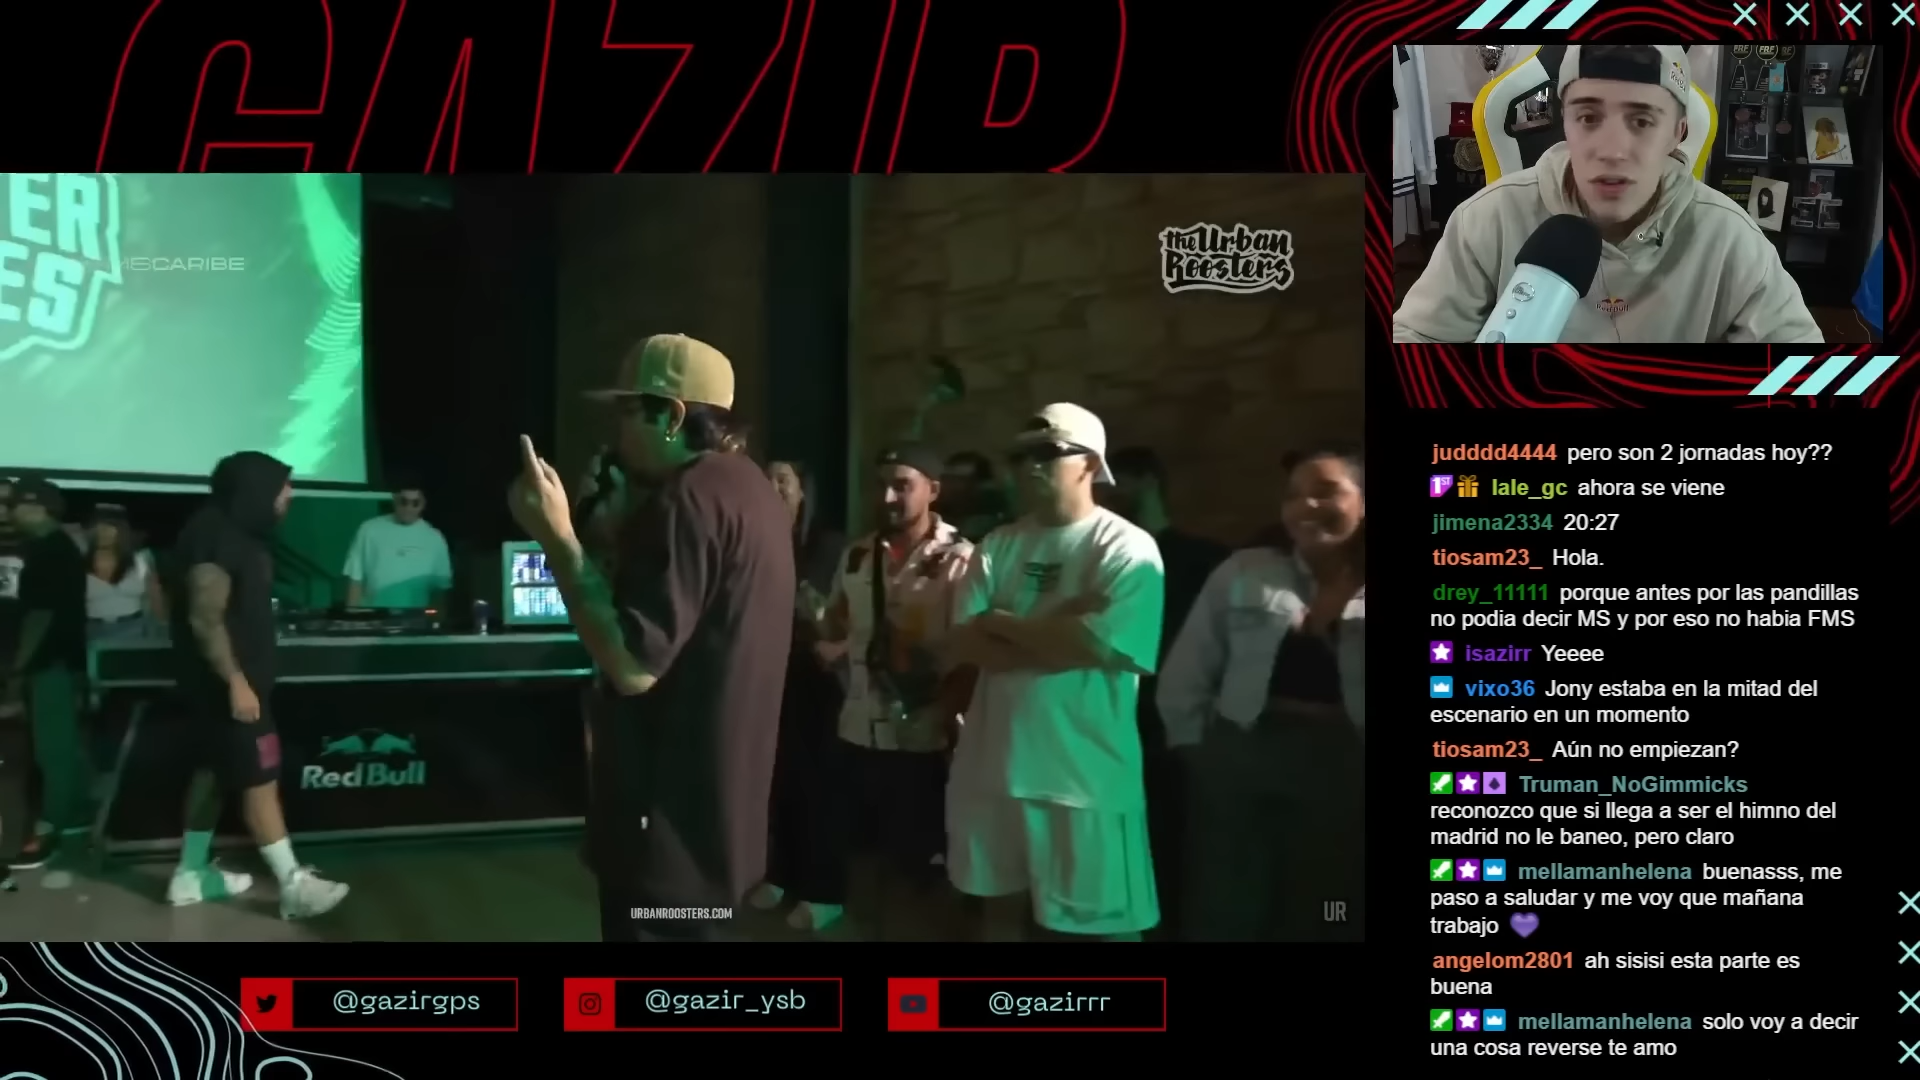 GAZIR
ER
ES
MSCARIBE
the Urban
Roosters
Red Bull
URBANROOSTERS.COM
UR
Red Bull
@gazirgps
@gazir_ysb
@gazirrr
judddd4444 pero son 2 jornadas hoy??
1ST lale_gc ahora se viene
jimena2334 20:27
tiosam23_ Hola.
drey_11111 porque antes por las pandillas
no podia decir MS y por eso no habia FMS
isazirr Yeeee
vixo36 Jony estaba en la mitad del
escenario en un momento
tiosam23_ Aún no empiezan?
Truman_NoGimmicks
reconozco que si llega a ser el himno del
madrid no le baneo, pero claro
mellamanhelena buenasss, me
paso a saludar y me voy que mañana
trabajo
angelom2801 ah sisisi esta parte es
buena
mellamanhelena solo voy a decir
una cosa reverse te amo